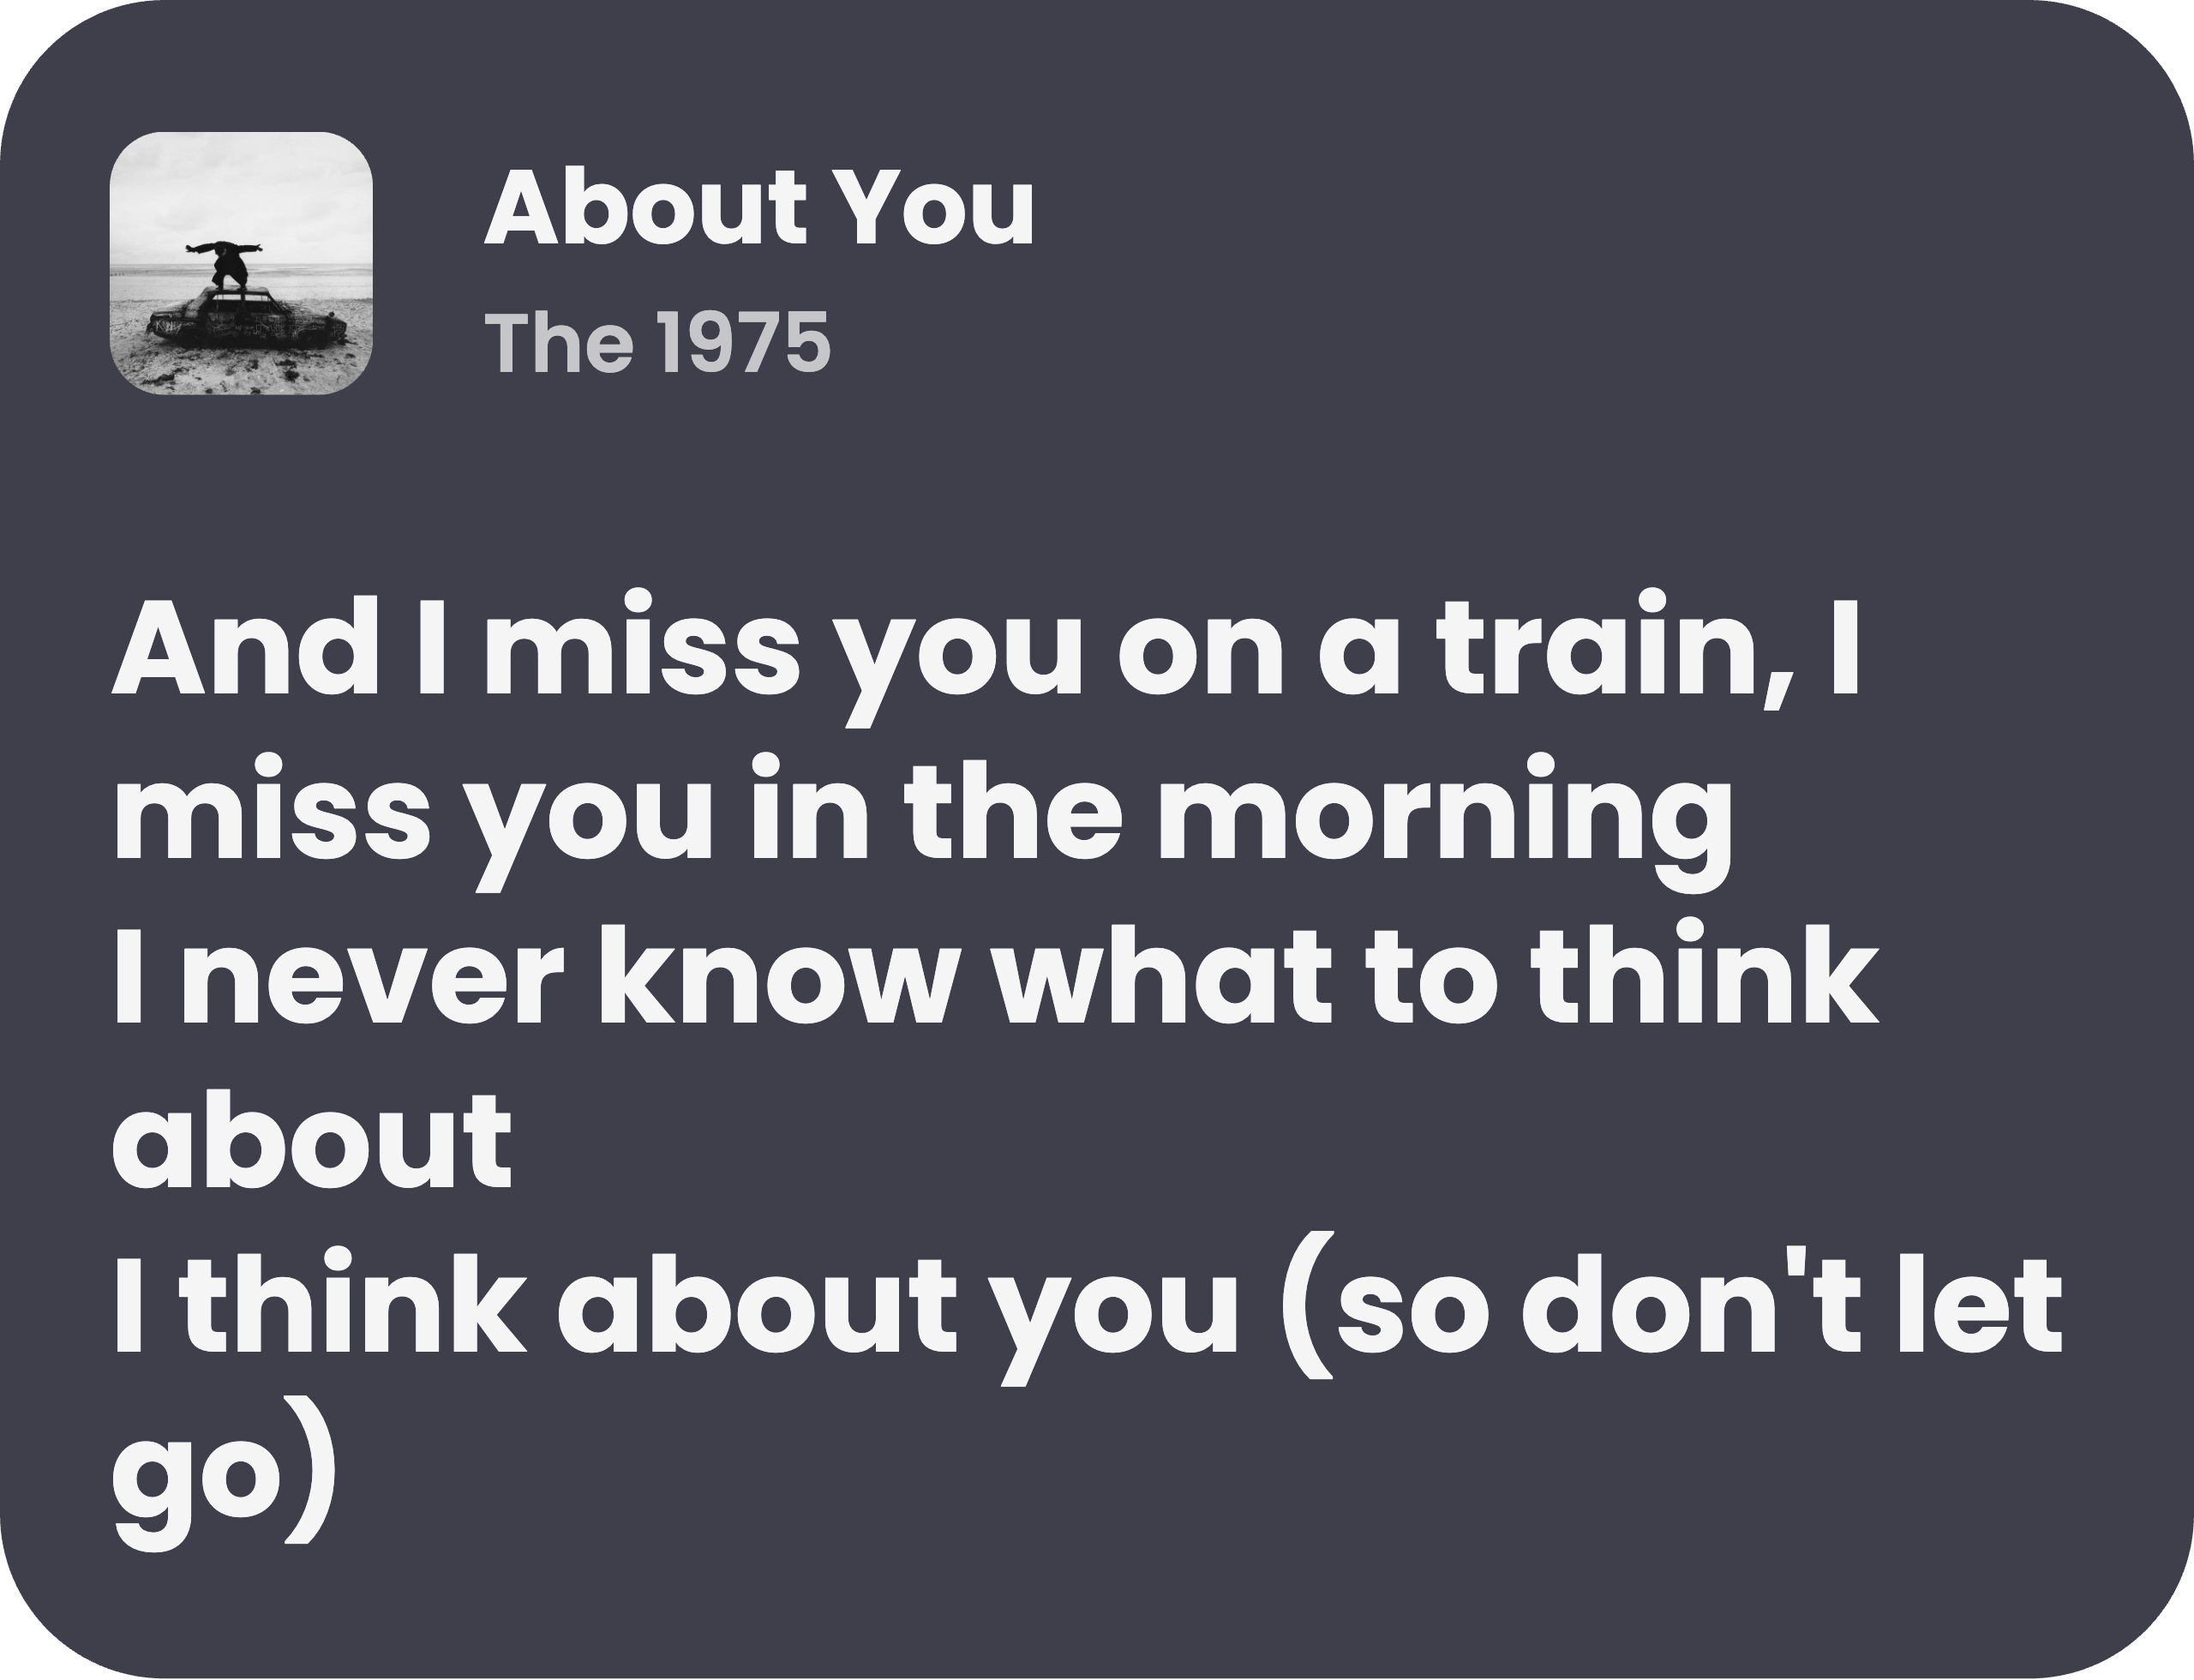 About You
The 1975
And I miss you on a train, I
miss you in the morning
I never know what to think
about
I think about you (so don't let
go)